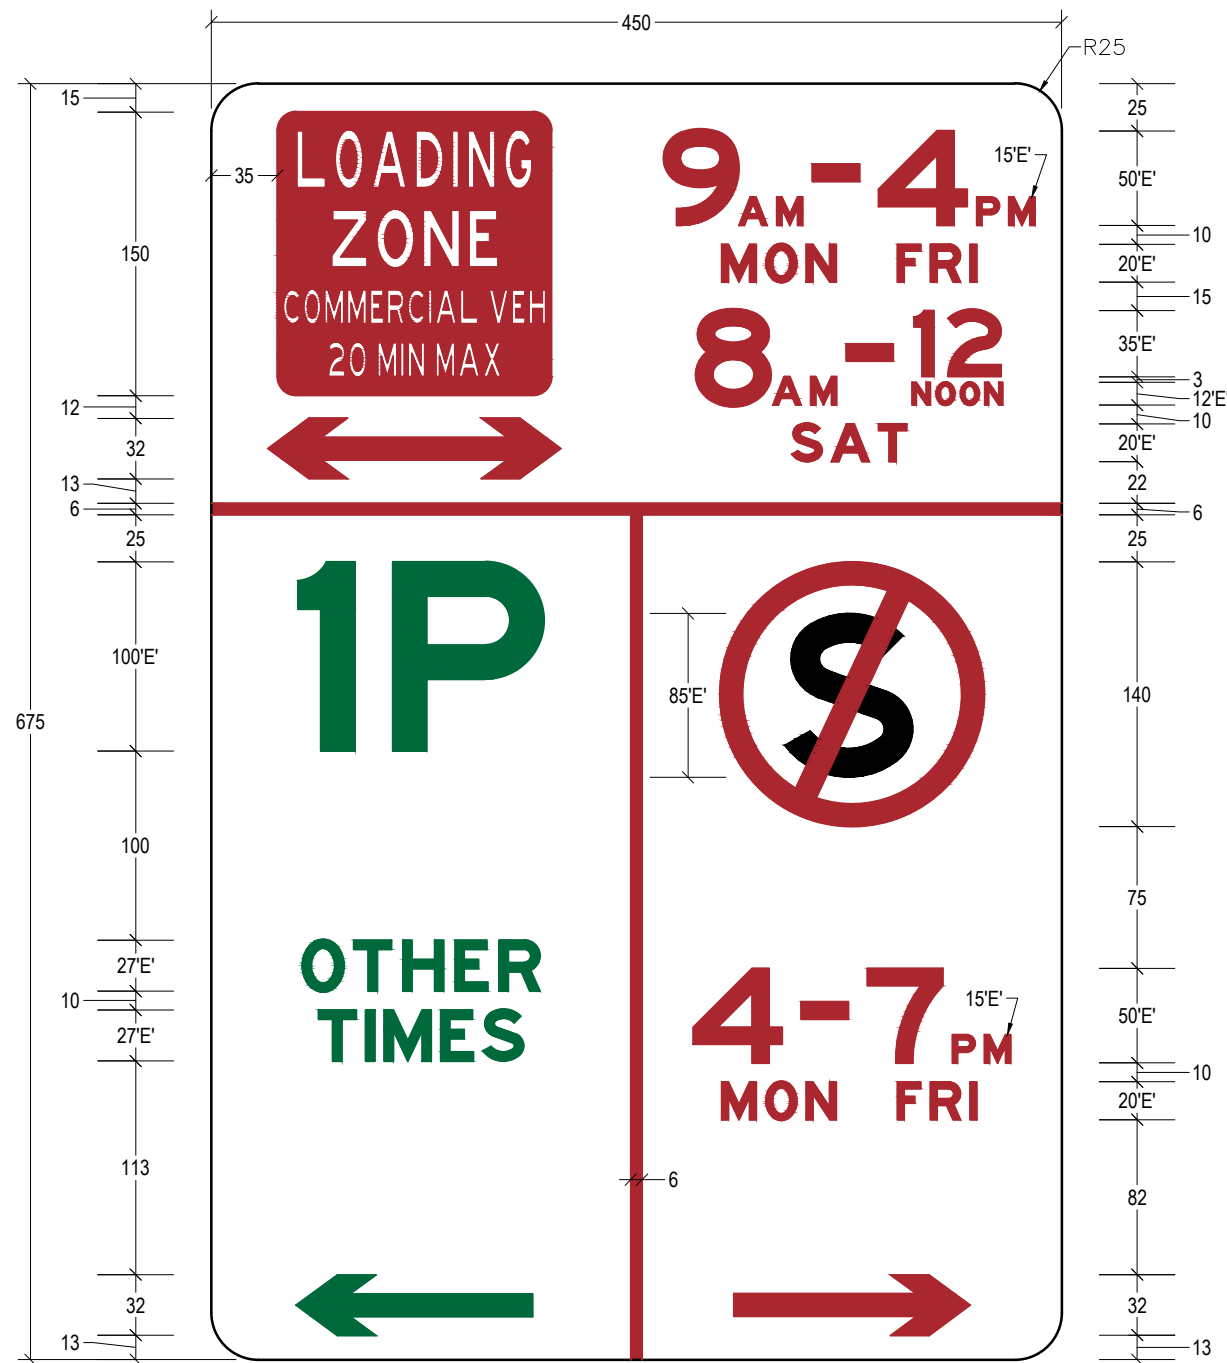 450
R25
15
35
150
12
32
13
6
25
100'E'
675
100
27'E'
10
27'E'
113
32
13
LOADING
ZONE
COMMERCIAL VEH
20 MIN MAX
9AM-4PM
15'E'
MON FRI
8AM-12NOON
SAT
1P
OTHER
TIMES
85'E'
S
4-7PM
15'E'
MON FRI
6
25
50'E'
10
20'E'
15
35'E'
3
12'E'
10
20'E'
22
6
25
140
75
50'E'
10
20'E'
82
32
13